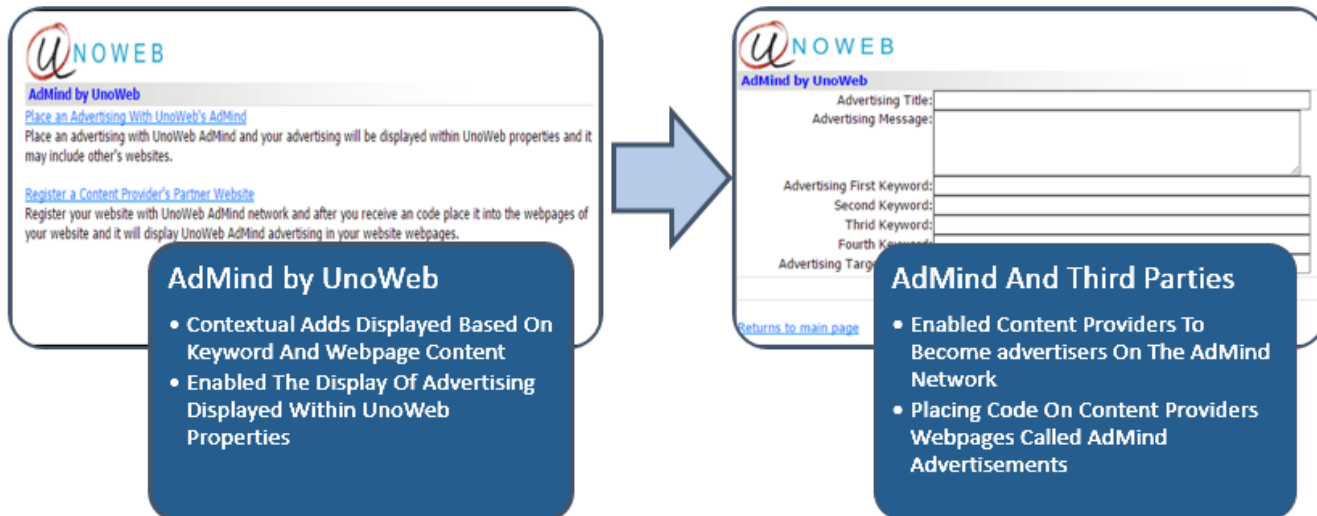 UNOWEB
AdMind by UnoWeb
Place an Advertising With UnoWeb's AdMind
Place an advertising with UnoWeb AdMind and your advertising will be displayed within UnoWeb properties and it
may include other's websites.
Register a Content Provider's Partner Website
Register your website with UnoWeb AdMind network and after you receive an code place it into the webpages of
your website and it will display UnoWeb AdMind advertising in your website webpages.
AdMind by UnoWeb
• Contextual Adds Displayed Based On
Keyword And Webpage Content
• Enabled The Display Of Advertising
Displayed Within UnoWeb
Properties
UNOWEB
AdMind by UnoWeb
Advertising Title:
Advertising Message:
Advertising First Keyword:
Second Keyword:
Thrid Keyword:
Fourth
Advertising
Returns to main page
AdMind And Third Parties
• Enabled Content Providers To
Become advertisers On The AdMind
Network
• Placing Code On Content Providers
Webpages Called AdMind
Advertisements